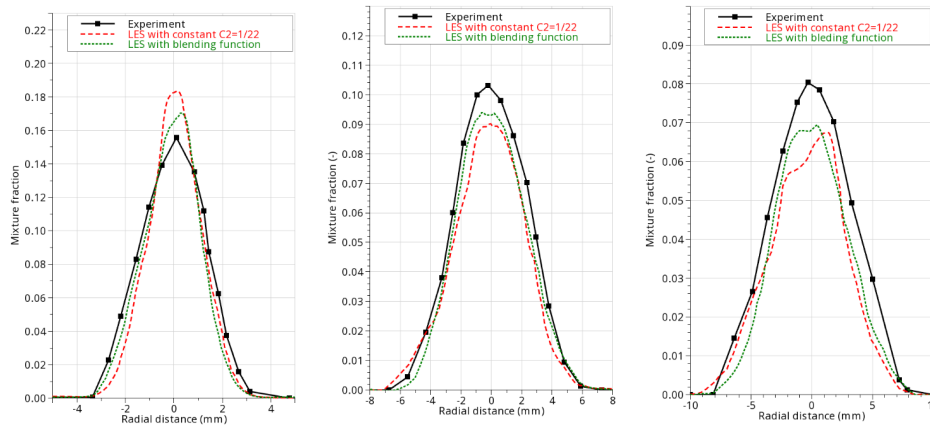 Experiment
LES with constant C2=1/22
LES with blending function
0.22
0.20
0.18
0.16
0.14
0.12
0.10
0.08
0.06
0.04
0.02
0.00
Mixture fraction
-4 -2 0 2 4
Radial distance (mm)
Experiment
LES with constant C2=1/22
LES with blending function
0.12
0.11
0.10
0.09
0.08
0.07
0.06
0.05
0.04
0.03
0.02
0.01
0.00
Mixture fraction (-)
-8 -6 -4 -2 0 2 4 6 8
Radial distance (mm)
Experiment
LES with constant C2=1/22
LES with bleding function
0.09
0.08
0.07
0.06
0.05
0.04
0.03
0.02
0.01
0.00
Mixture fraction (-)
-10 -5 0 5 10
Radial distance (mm)